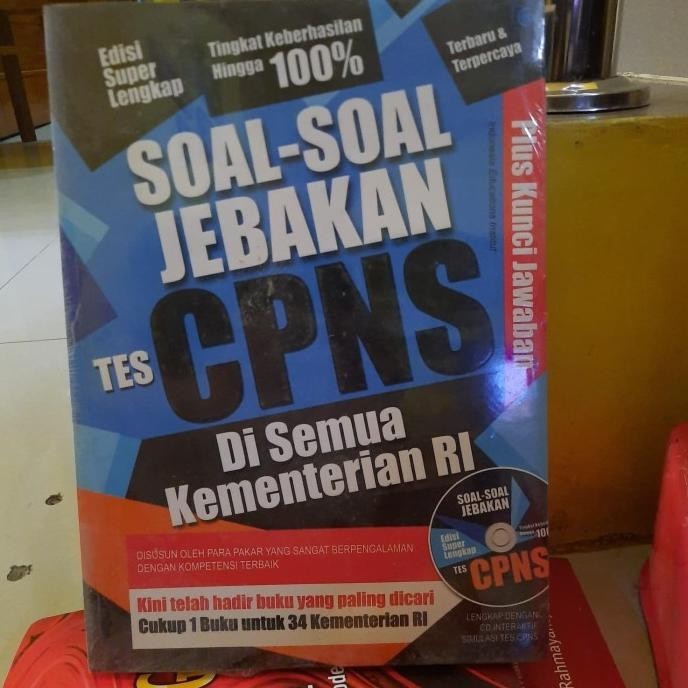 Edisi
Super
Lengkap
Tingkat Keberhasilan
Hingga 100%
Terbaru &
Terpercaya
SOAL-SOAL
JEBAKAN
TES CPNS
Di Semua
Kementerian RI
Plus Kunci Jawaban
Indonesia Educations Institut
DISUSUN OLEH PARA PAKAR YANG SANGAT BERPENGALAMAN
DENGAN KOMPETENSI TERBAIK
Kini telah hadir buku yang paling dicari
Cukup 1 Buku untuk 34 Kementerian RI
SOAL-SOAL
JEBAKAN
Edisi
Super
Lengkap
TES CPNS
LENGKAP DENGAN
CD INTERAKTIF
SIMULASI TES CPNS